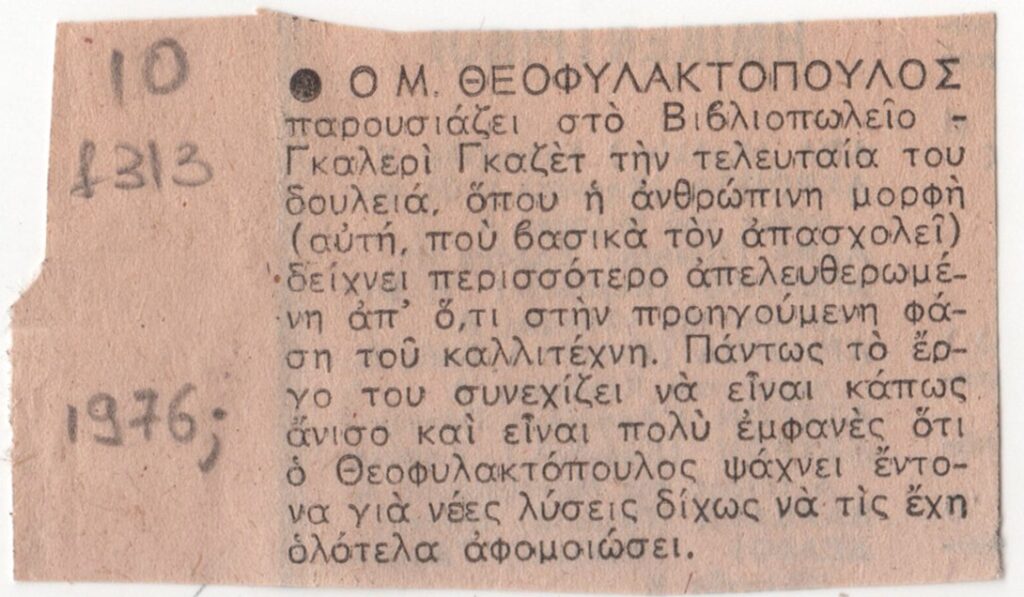 10
f313
1976;
● Ο Μ. ΘΕΟΦΥΛΑΚΤΟΠΟΥΛΟΣ
παρουσιάζει στὸ Βιβλιοπωλεῖο –
Γκαλερὶ Γκαζὲτ τὴν τελευταία του
δουλειά, ὅπου ἡ ἀνθρώπινη μορφὴ
(αὐτή, ποὺ βασικὰ τὸν ἀπασχολεῖ)
δείχνει περισσότερο ἀπελευθερωμέ-
νη ἀπ' ὅ,τι στὴν προηγούμενη φά-
ση τοῦ καλλιτέχνη. Πάντως τὸ ἔρ-
γο του συνεχίζει νὰ εἶναι κάπως
ἄνισο καὶ εἶναι πολὺ ἐμφανὲς ὅτι
ὁ Θεοφυλακτόπουλος ψάχνει ἔντο-
να γιὰ νέες λύσεις δίχως νὰ τὶς ἔχη
ὁλότελα ἀφομοιώσει.